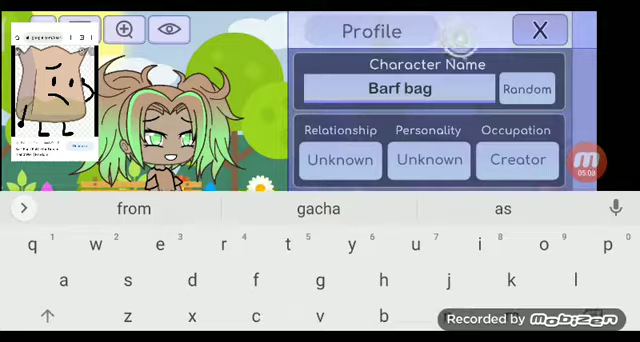 Profile
X
Character Name
Barf bag
Random
Relationship Personality Occupation
Unknown Unknown Creator
05:08
from gacha as
q 1 w 2 e 3 r 4 t 5 y 6 u 7 i 8 o 9 p 0
a s d f g h j k l
z x c v b
Recorded by MOBIZEN